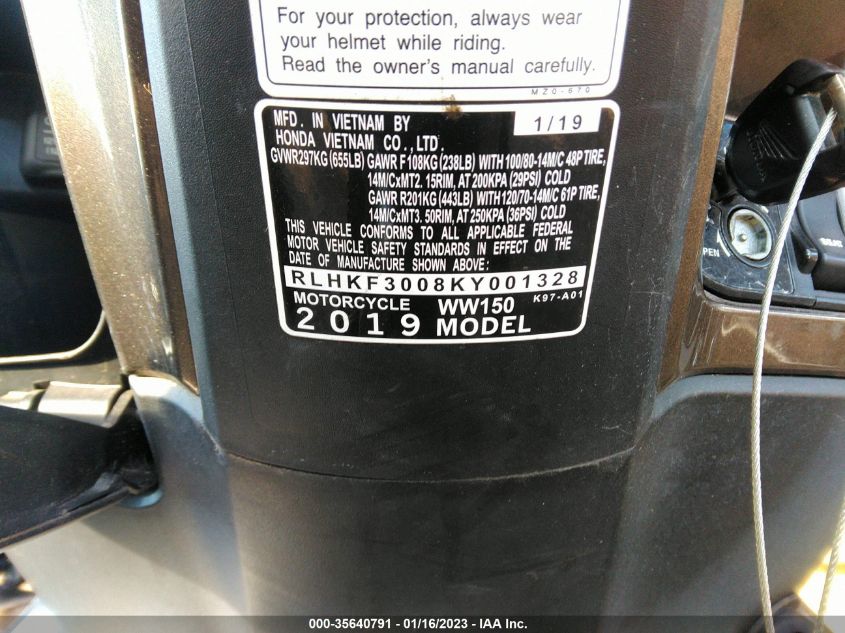 For your protection, always wear
your helmet while riding.
Read the owner's manual carefully.
MZ0-670
MFD. IN VIETNAM BY 1/19
HONDA VIETNAM CO., LTD.
GVWR297KG (655LB) GAWR F108KG (238LB) WITH 100/80-14M/C 48P TIRE,
14M/CxMT2. 15RIM, AT 200KPA (29PSI) COLD
GAWR R201KG (443LB) WITH 120/70-14M/C 61P TIRE,
14M/CxMT3. 50RIM, AT 250KPA (36PSI) COLD
THIS VEHICLE CONFORMS TO ALL APPLICABLE FEDERAL
MOTOR VEHICLE SAFETY STANDARDS IN EFFECT ON THE
DATE OF MANUFACTURE SHOWN ABOVE:
RLHKF3008KY001328
MOTORCYCLE WW150 K97-A01
2019 MODEL
PEN
SEAT
000-35640791 - 01/16/2023 - IAA Inc.